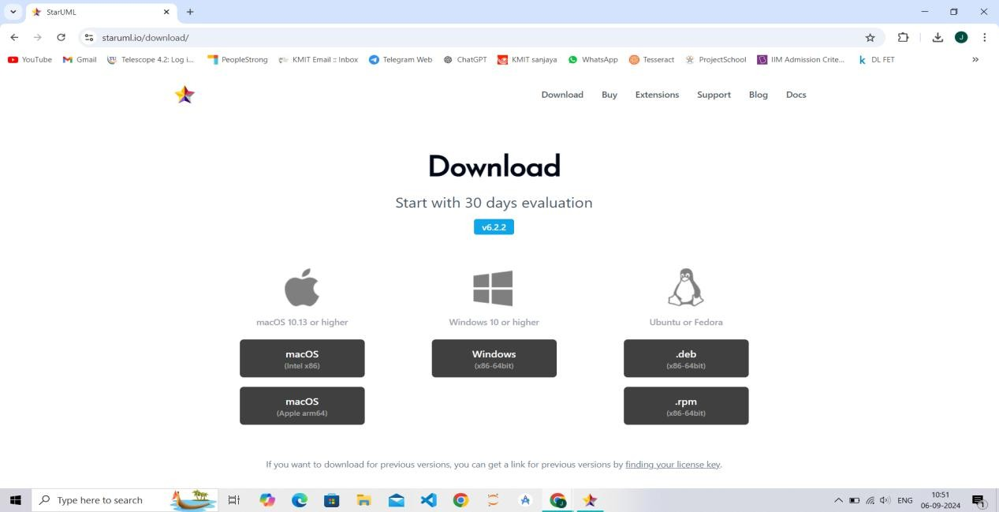 StarUML
staruml.io/download/
J
YouTube Gmail Telescope 4.2: Log i... PeopleStrong KMIT Email :: Inbox Telegram Web ChatGPT KMIT sanjaya WhatsApp Tesseract ProjectSchool IIM Admission Crite... DL FET
Download Buy Extensions Support Blog Docs
Download
Start with 30 days evaluation
v6.2.2
macOS 10.13 or higher Windows 10 or higher Ubuntu or Fedora
macOS Windows .deb
(Intel x86) (x86-64bit) (x86-64bit)
macOS .rpm
(Apple arm64) (x86-64bit)
If you want to download for previous versions, you can get a link for previous versions by finding your license key.
Type here to search
ENG
10:51
06-09-2024
1